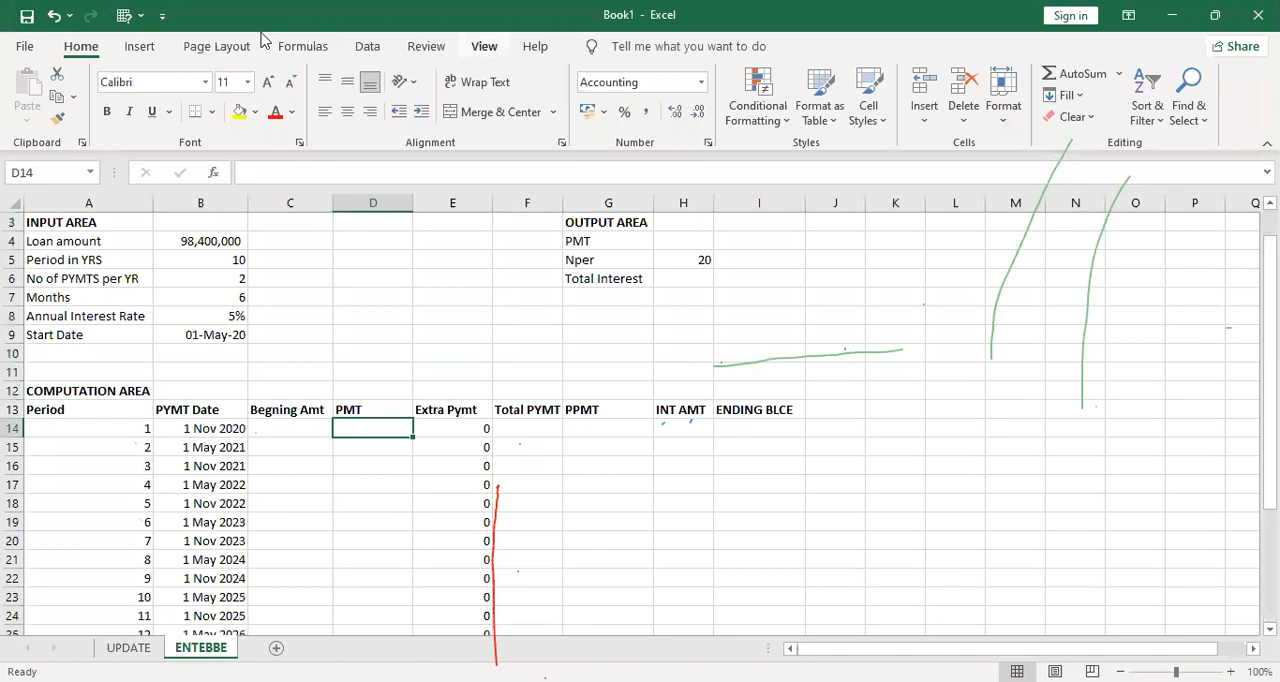 Book1 - Excel
Sign in
File Home Insert Page Layout Formulas Data Review View Help Tell me what you want to do Share
Paste Calibri 11 A A Wrap Text Accounting Conditional Formatting Format as Table Cell Styles Insert Delete Format AutoSum Sort & Filter Find & Select
B I U A Merge & Center % Fill Clear
Clipboard Font Alignment Number Styles Cells Editing
D14 fx
A B C D E F G H I J K L M N O P Q
3 INPUT AREA OUTPUT AREA
4 Loan amount 98,400,000 PMT
5 Period in YRS 10 Nper 20
6 No of PYMTS per YR 2 Total Interest
7 Months 6
8 Annual Interest Rate 5%
9 Start Date 01-May-20
10
11
12 COMPUTATION AREA
13 Period PYMT Date Begning Amt PMT Extra Pymt Total PYMT PPMT INT AMT ENDING BLCE
14 1 1 Nov 2020 0
15 2 1 May 2021 0
16 3 1 Nov 2021 0
17 4 1 May 2022 0
18 5 1 Nov 2022 0
19 6 1 May 2023 0
20 7 1 Nov 2023 0
21 8 1 May 2024 0
22 9 1 Nov 2024 0
23 10 1 May 2025 0
24 11 1 Nov 2025 0
25 12 1 May 2026 0
UPDATE ENTEBBE
Ready 100%